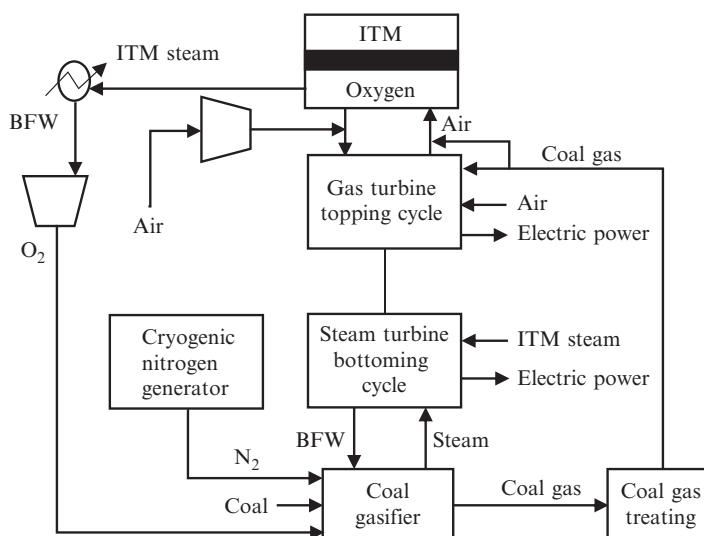 ITM
ITM steam
Oxygen
BFW
Air
Coal gas
Gas turbine
topping cycle
Air
Air
Electric power
O2
Cryogenic
nitrogen
generator
Steam turbine
bottoming
cycle
ITM steam
Electric power
BFW
Steam
N2
Coal gas
Coal
Coal
gasifier
Coal gas
treating